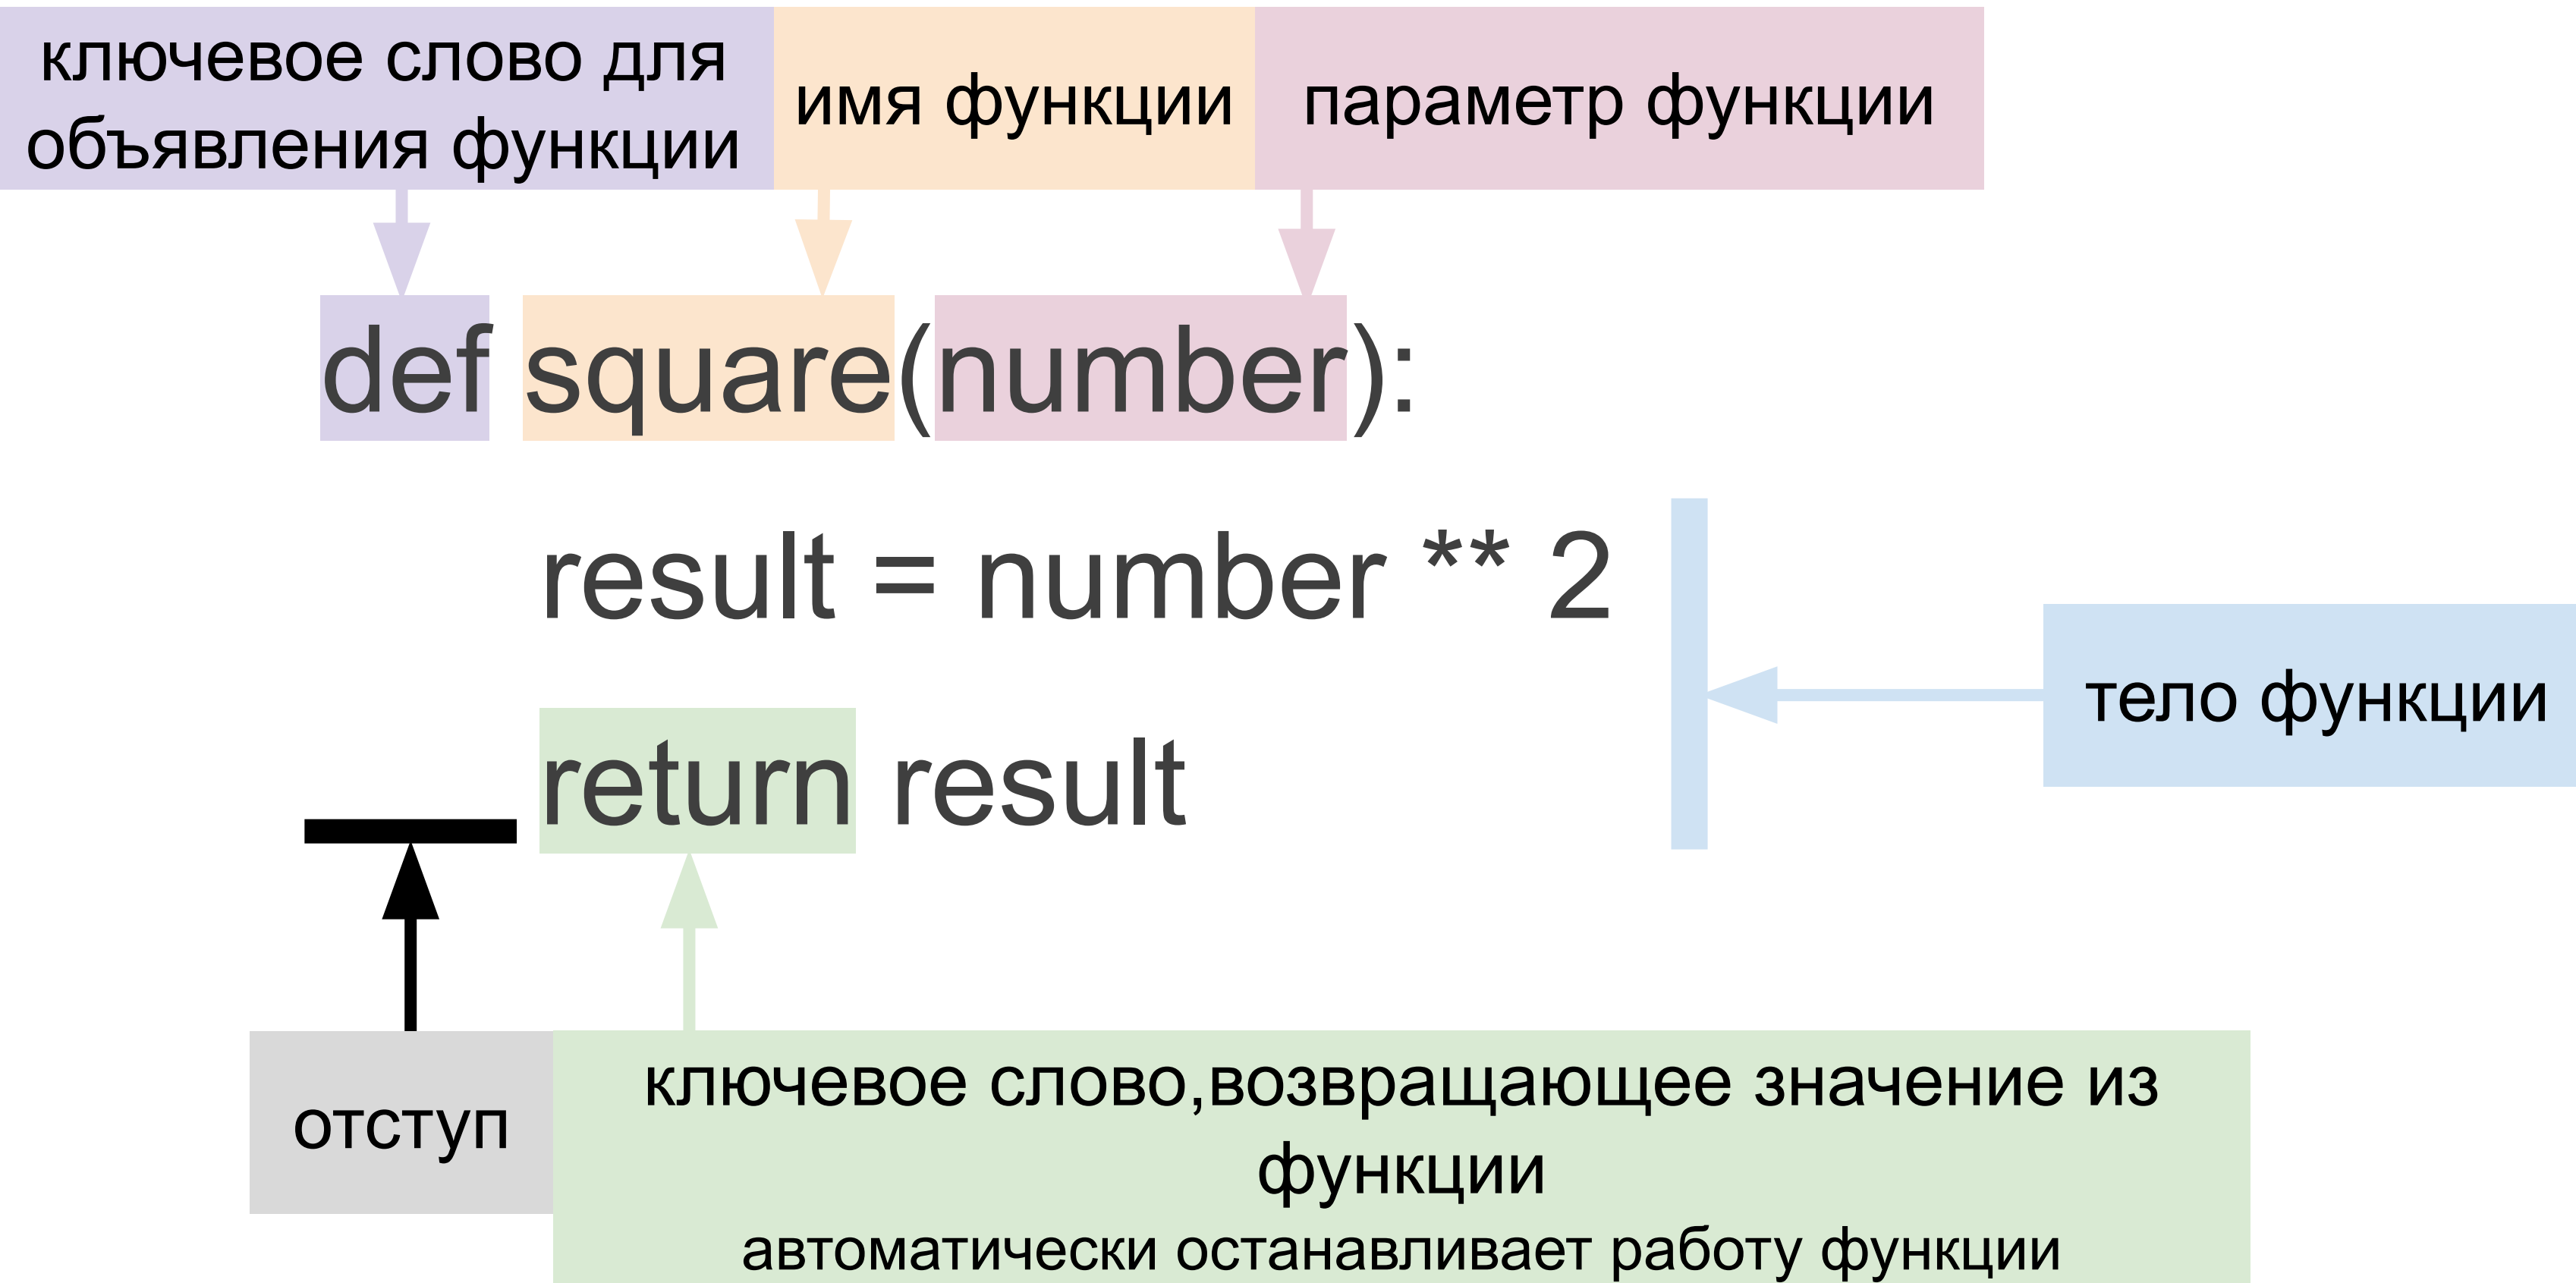 ключевое слово для
объявления функции
имя функции
параметр функции
def square(number):
result = number ** 2
тело функции
return result
отступ
ключевое слово,возвращающее значение из
функции
автоматически останавливает работу функции